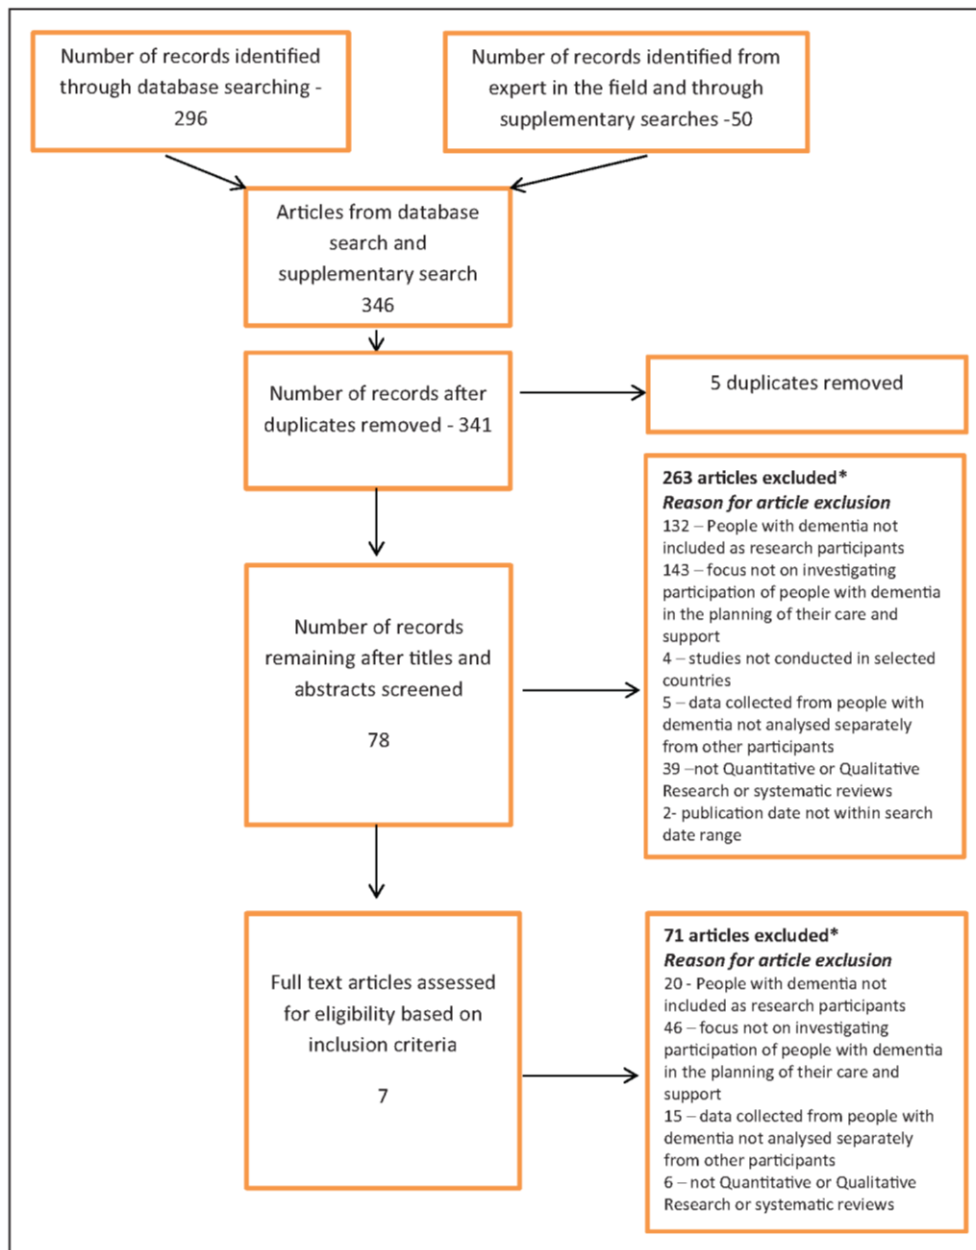 Number of records identified
through database searching -
296
Number of records identified from
expert in the field and through
supplementary searches -50
Articles from database
search and
supplementary search
346
Number of records after
duplicates removed - 341
5 duplicates removed
263 articles excluded*
Reason for article exclusion
132 – People with dementia not
included as research participants
143 – focus not on investigating
participation of people with dementia
in the planning of their care and
support
4 – studies not conducted in selected
countries
5 – data collected from people with
dementia not analysed separately
from other participants
39 –not Quantitative or Qualitative
Research or systematic reviews
2- publication date not within search
date range
Number of records
remaining after titles and
abstracts screened
78
Full text articles assessed
for eligibility based on
inclusion criteria
7
71 articles excluded*
Reason for article exclusion
20 - People with dementia not
included as research participants
46 – focus not on investigating
participation of people with dementia
in the planning of their care and
support
15 – data collected from people with
dementia not analysed separately
from other participants
6 – not Quantitative or Qualitative
Research or systematic reviews